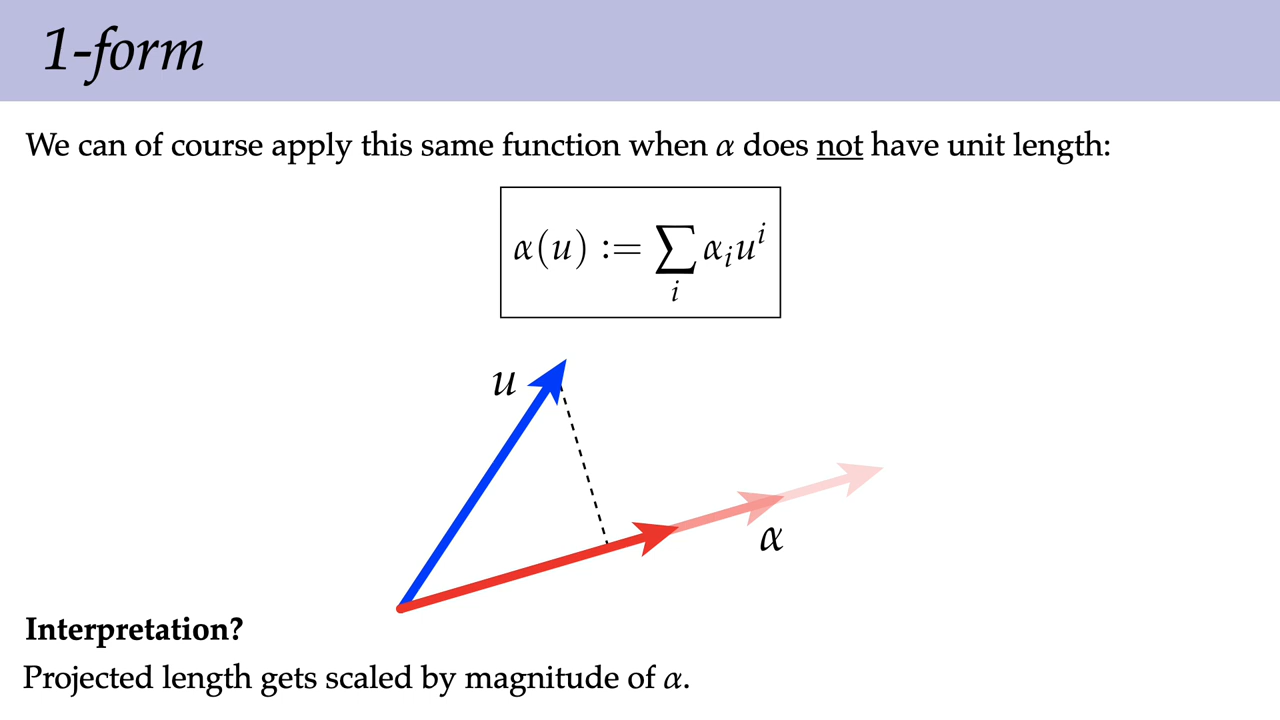 1-form
We can of course apply this same function when α does not have unit length:
α(u) := ∑ᵢ αᵢuⁱ
u
α
Interpretation?
Projected length gets scaled by magnitude of α.